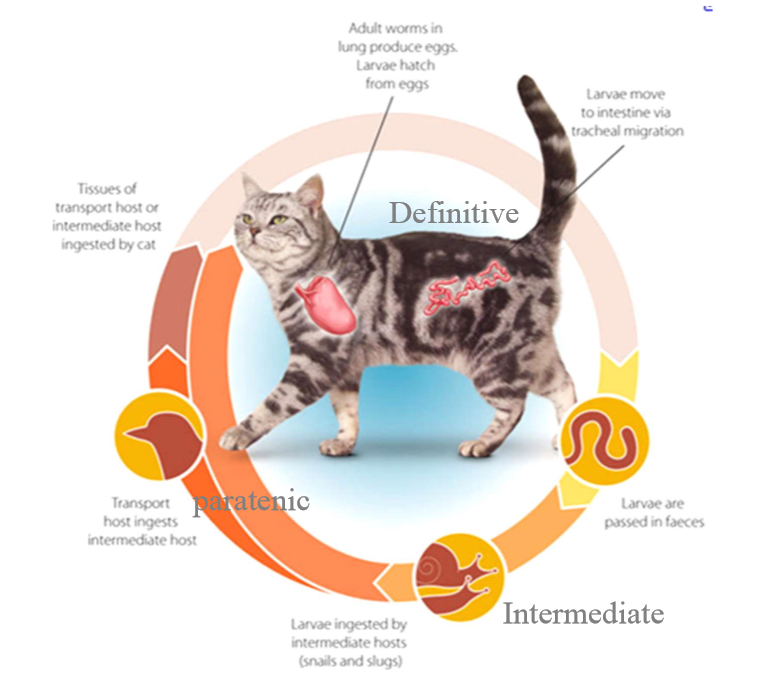 Adult worms in
lung produce eggs.
Larvae hatch
from eggs
Larvae move
to intestine via
tracheal migration
Tissues of
transport host or
intermediate host
ingested by cat
Definitive
Transport
host ingests
intermediate host
paratenic
Larvae are
passed in faeces
Intermediate
Larvae ingested by
intermediate hosts
(snails and slugs)